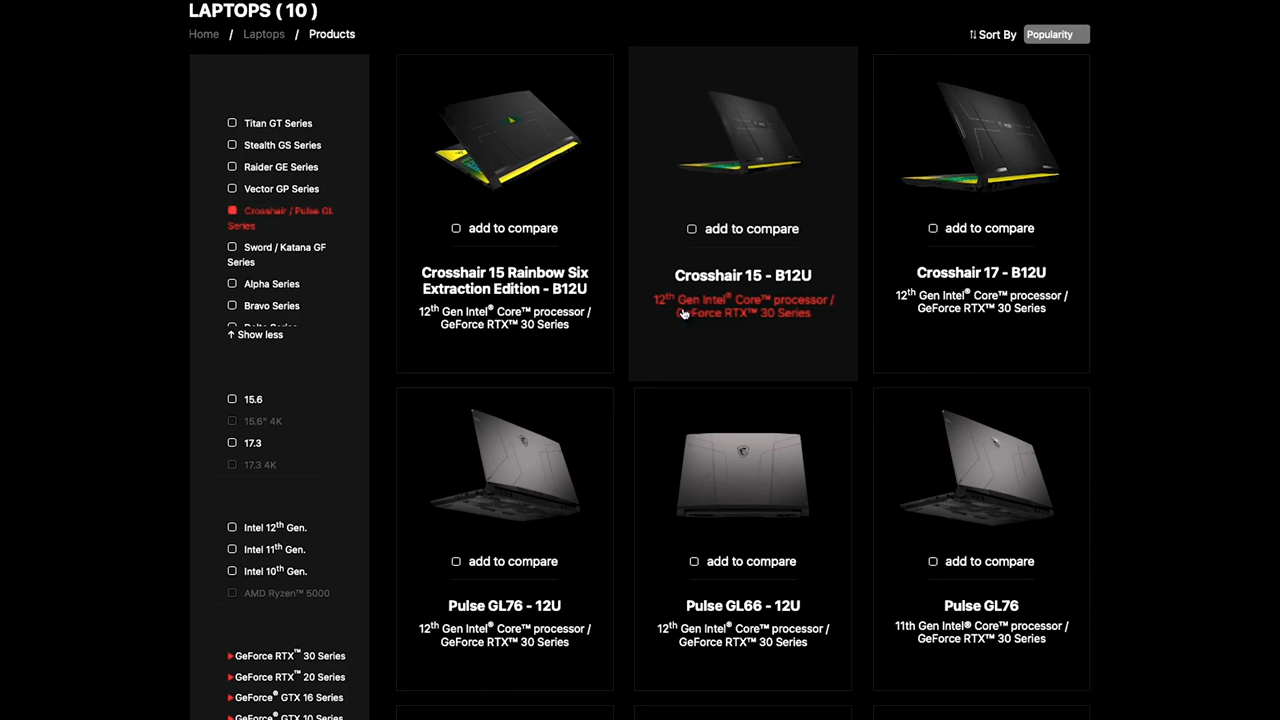 LAPTOPS ( 10 )
Home / Laptops / Products
Sort By Popularity
Titan GT Series
Stealth GS Series
Raider GE Series
Vector GP Series
Crosshair / Pulse GL
Series
Sword / Katana GF
Series
Alpha Series
Bravo Series
Delta Series
↑ Show less
15.6
15.6" 4K
17.3
17.3 4K
Intel 12th Gen.
Intel 11th Gen.
Intel 10th Gen.
AMD Ryzen™ 5000
GeForce RTX™ 30 Series
GeForce RTX™ 20 Series
GeForce® GTX 16 Series
GeForce® GTX 10 Series
add to compare
Crosshair 15 Rainbow Six
Extraction Edition - B12U
12th Gen Intel® Core™ processor /
GeForce RTX™ 30 Series
add to compare
Crosshair 15 - B12U
12th Gen Intel® Core™ processor /
GeForce RTX™ 30 Series
add to compare
Crosshair 17 - B12U
12th Gen Intel® Core™ processor /
GeForce RTX™ 30 Series
add to compare
Pulse GL76 - 12U
12th Gen Intel® Core™ processor /
GeForce RTX™ 30 Series
add to compare
Pulse GL66 - 12U
12th Gen Intel® Core™ processor /
GeForce RTX™ 30 Series
add to compare
Pulse GL76
11th Gen Intel® Core™ processor /
GeForce RTX™ 30 Series